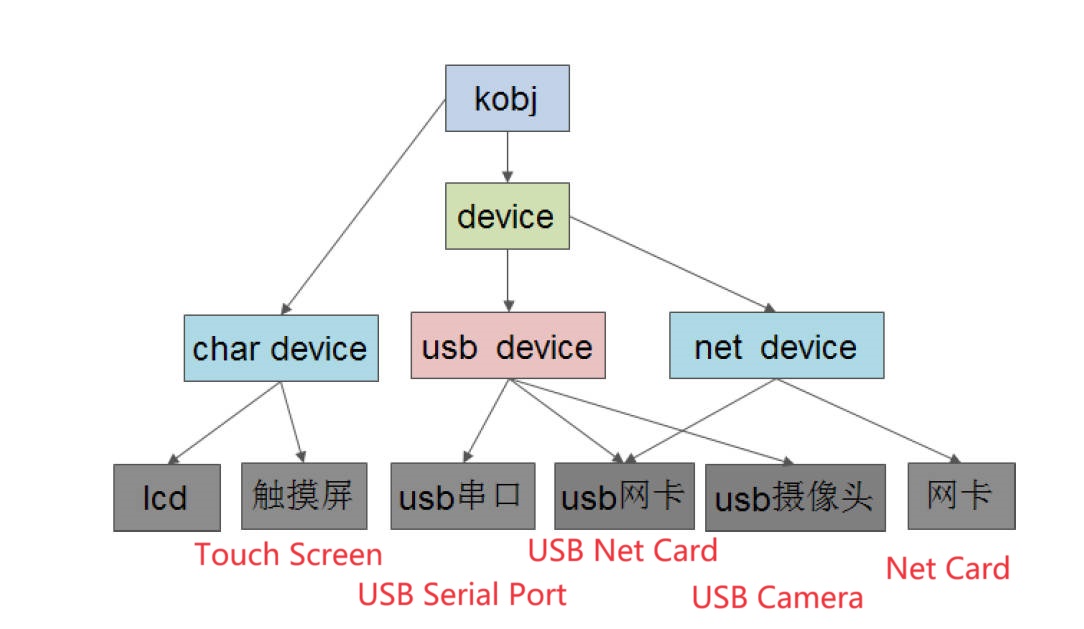 kobj
device
char device
usb device
net device
lcd
触摸屏
usb串口
usb网卡
usb摄像头
网卡
Touch Screen
USB Net Card
Net Card
USB Serial Port
USB Camera